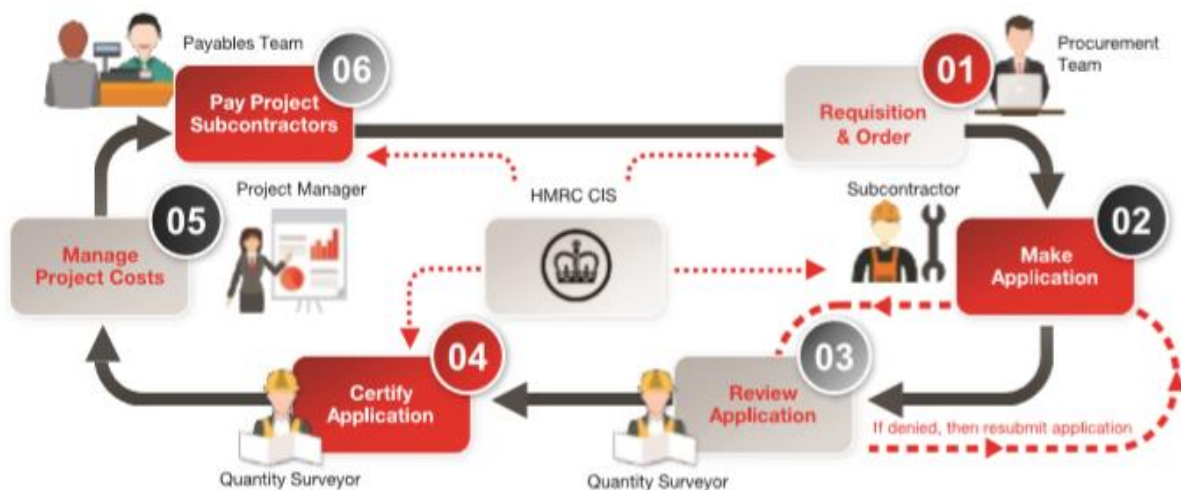 Payables Team
06
Pay Project
Subcontractors
01
Procurement
Team
Requisition
& Order
05
Project Manager
Manage
Project Costs
HMRC CIS
Subcontractor
02
Make
Application
04
Certify
Application
Quantity Surveyor
03
Review
Application
Quantity Surveyor
If denied, then resubmit application